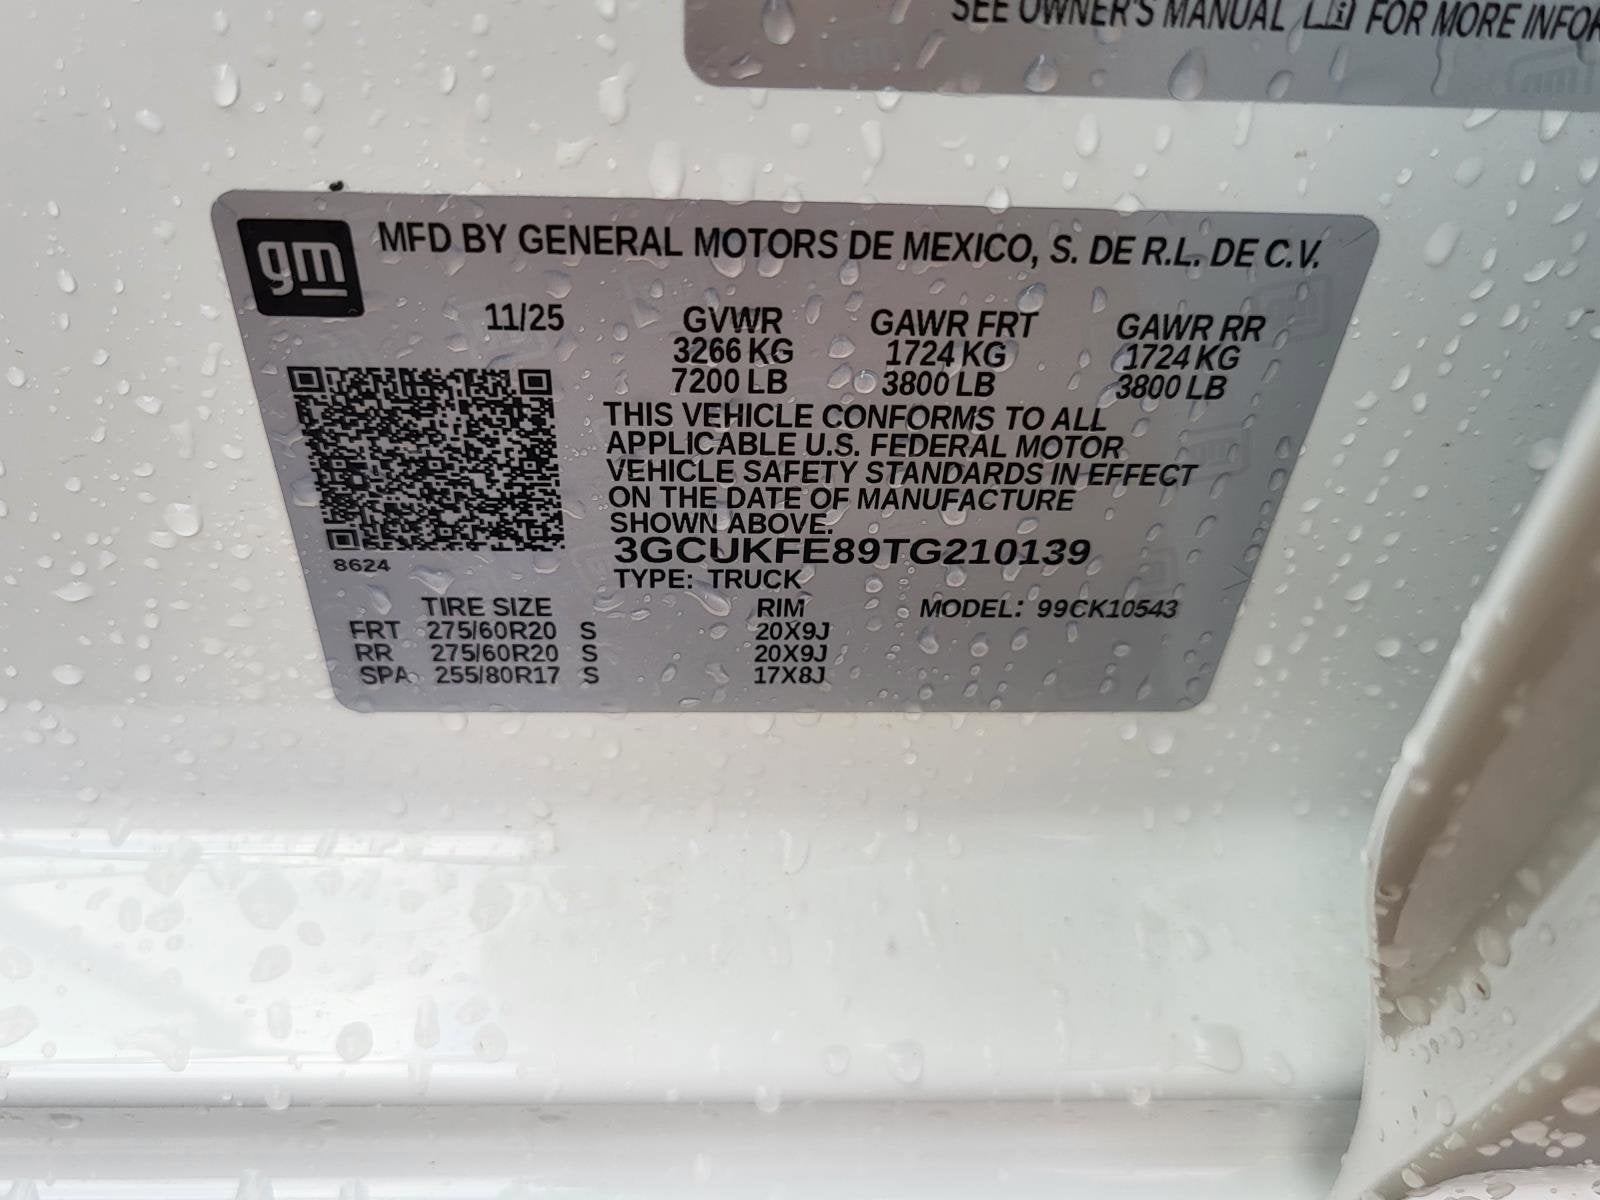 SEE OWNER'S MANUAL FOR MORE
gm
MFD BY GENERAL MOTORS DE MEXICO, S. DE R.L. DE C.V.
11/25 GVWR GAWR FRT GAWR RR
3266 KG 1724 KG 1724 KG
7200 LB 3800 LB 3800 LB
THIS VEHICLE CONFORMS TO ALL
APPLICABLE U.S. FEDERAL MOTOR
VEHICLE SAFETY STANDARDS IN EFFECT
ON THE DATE OF MANUFACTURE
SHOWN ABOVE.
3GCUKFE89TG210139
8624
TYPE: TRUCK
TIRE SIZE RIM MODEL: 99CK10543
FRT 275/60R20 S 20X9J
RR 275/60R20 S 20X9J
SPA 255/80R17 S 17X8J